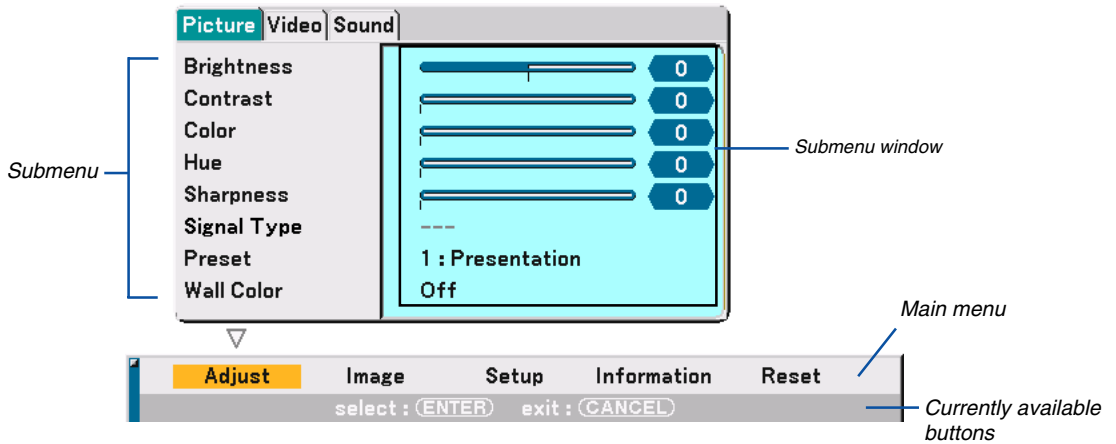 Picture Video Sound
Brightness 0
Contrast 0
Color 0
Hue 0
Sharpness 0
Signal Type ---
Preset 1 : Presentation
Wall Color Off
Submenu
Submenu window
Main menu
Adjust Image Setup Information Reset
select : ENTER exit : CANCEL
Currently available
buttons